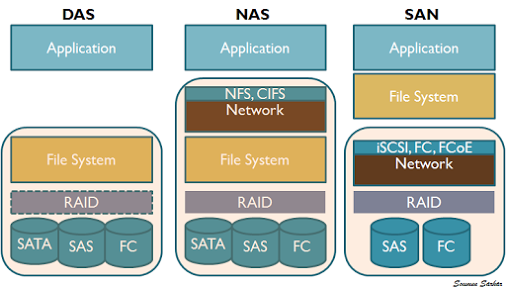 DAS
NAS
SAN
Application
Application
Application
NFS, CIFS
Network
File System
File System
File System
iSCSI, FC, FCoE
Network
RAID
RAID
RAID
SATA
SAS
FC
SATA
SAS
FC
SAS
FC
Soumen Sarkar